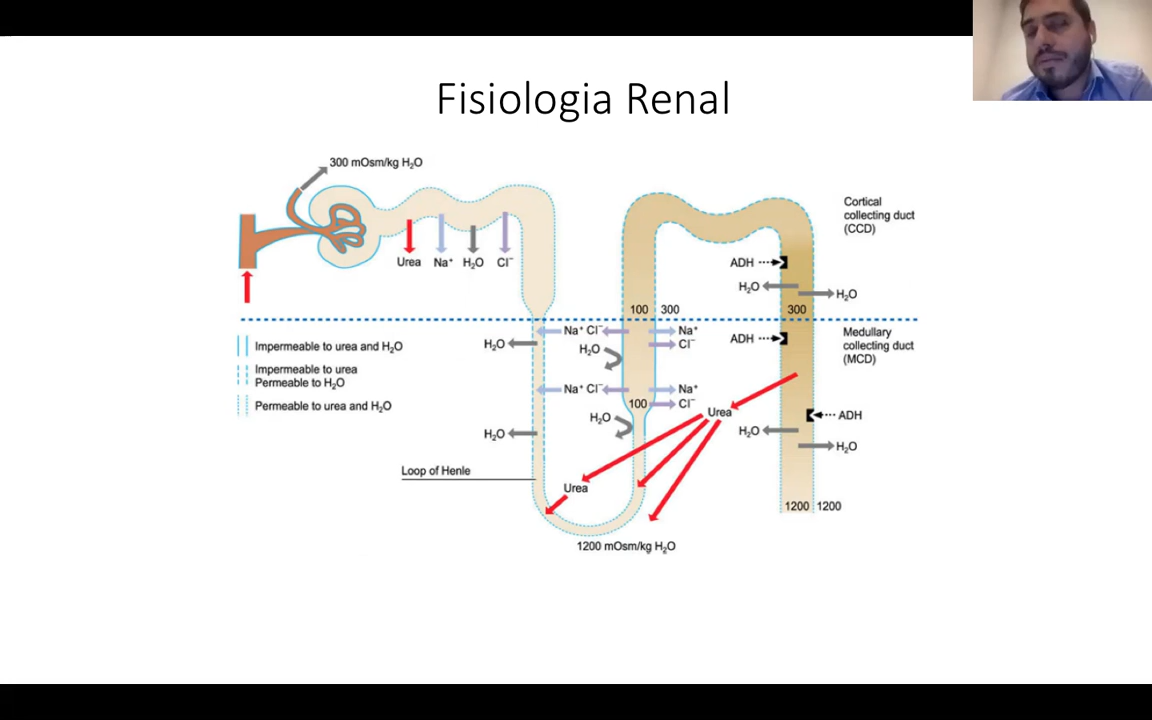 Fisiologia Renal
300 mOsm/kg H₂O
Urea Na⁺ H₂O Cl⁻
Cortical
collecting duct
(CCD)
ADH
H₂O
H₂O
100 300
300
Na⁺ Cl⁻
Na⁺
Cl⁻
H₂O
H₂O
ADH
Medullary
collecting duct
(MCD)
Impermeable to urea and H₂O
Impermeable to urea
Permeable to H₂O
Permeable to urea and H₂O
Na⁺ Cl⁻
Na⁺
Cl⁻
100
H₂O
Urea
ADH
H₂O
H₂O
H₂O
Loop of Henle
Urea
1200 1200
1200 mOsm/kg H₂O